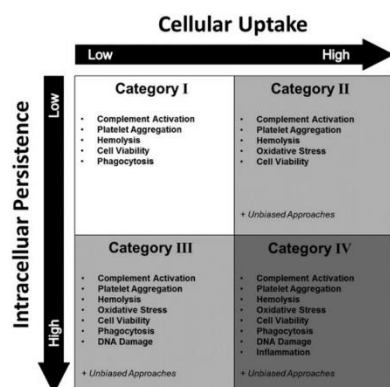 Cellular Uptake
Low High
Intracelluar Persistence
Low
High
Category I
• Complement Activation
• Platelet Aggregation
• Hemolysis
• Cell Viability
• Phagocytosis
Category II
• Complement Activation
• Platelet Aggregation
• Hemolysis
• Oxidative Stress
• Cell Viability
+ Unbiased Approaches
Category III
• Complement Activation
• Platelet Aggregation
• Hemolysis
• Oxidative Stress
• Cell Viability
• Phagocytosis
• DNA Damage
+ Unbiased Approaches
Category IV
• Complement Activation
• Platelet Aggregation
• Hemolysis
• Oxidative Stress
• Cell Viability
• Phagocytosis
• DNA Damage
• Inflammation
+ Unbiased Approaches